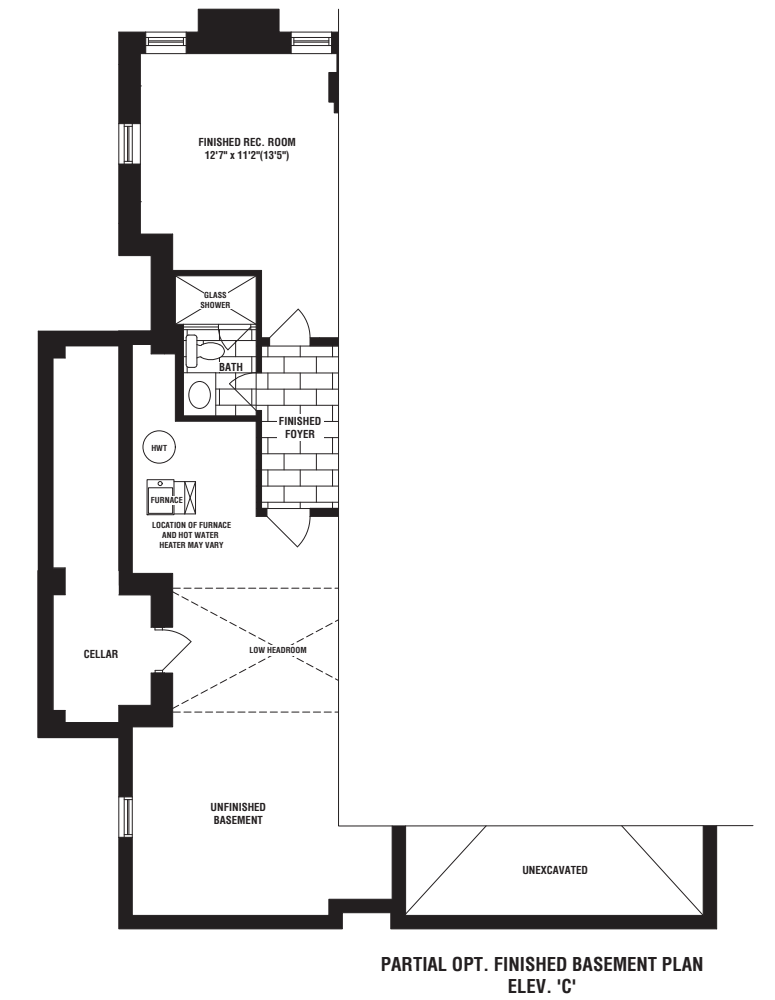 FINISHED REC. ROOM
12'7" x 11'2"(13'5")
GLASS
SHOWER
BATH
FINISHED
FOYER
HWT
FURNACE
LOCATION OF FURNACE
AND HOT WATER
HEATER MAY VARY
CELLAR
LOW HEADROOM
UNFINISHED
BASEMENT
UNEXCAVATED
PARTIAL OPT. FINISHED BASEMENT PLAN
ELEV. 'C'